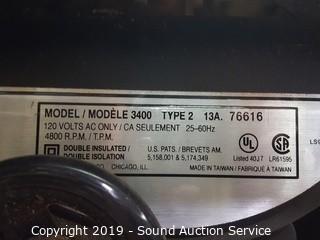 MODEL / MODÈLE 3400 TYPE 2 13A. 76616
120 VOLTS AC ONLY / CA SEULEMENT 25-60Hz
4800 R.P.M. / T.P.M.
DOUBLE INSULATED / U.S. PATS. / BREVETS AM.
DOUBLE ISOLATION 5,158,001 & 5,174,349
CHICAGO, ILL. MADE IN TAIWAN / FABRIQUÉ À TAIWAN
UL
Listed 40J7
SA
LR61595
Copyright 2019 - Sound Auction Service